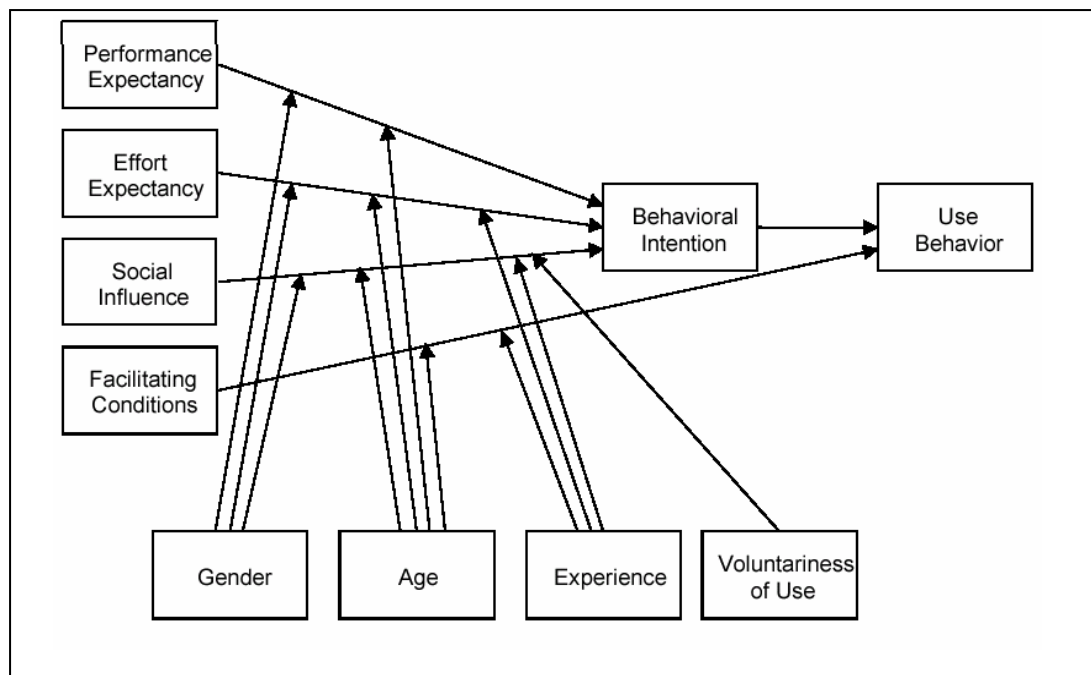 Performance
Expectancy
Effort
Expectancy
Social
Influence
Facilitating
Conditions
Behavioral
Intention
Use
Behavior
Gender
Age
Experience
Voluntariness
of Use